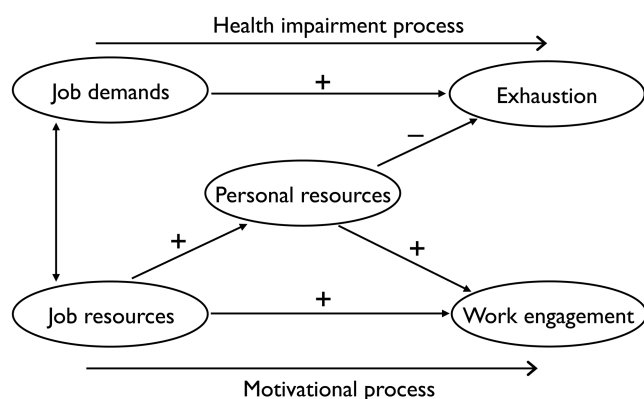 Health impairment process
Job demands
+
Exhaustion
–
Personal resources
+
+
Job resources
+
Work engagement
Motivational process